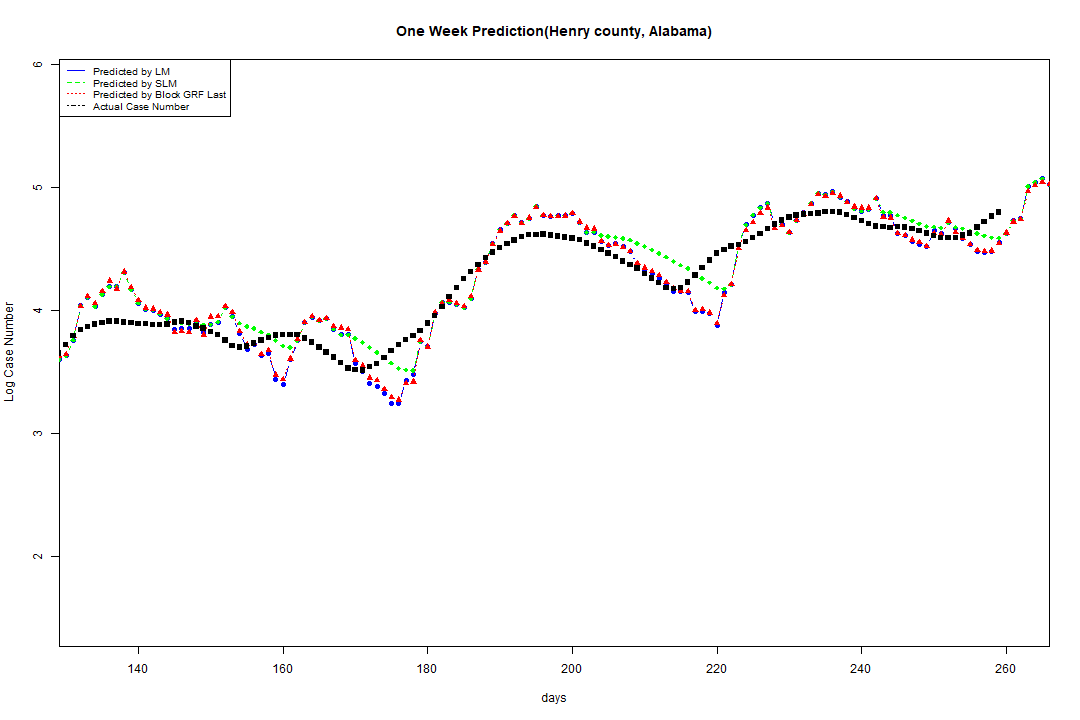 One Week Prediction(Henry county, Alabama)
Predicted by LM
Predicted by SLM
Predicted by Block GRF Last
Actual Case Number
6
5
4
3
2
Log Case Number
140 160 180 200 220 240 260
days